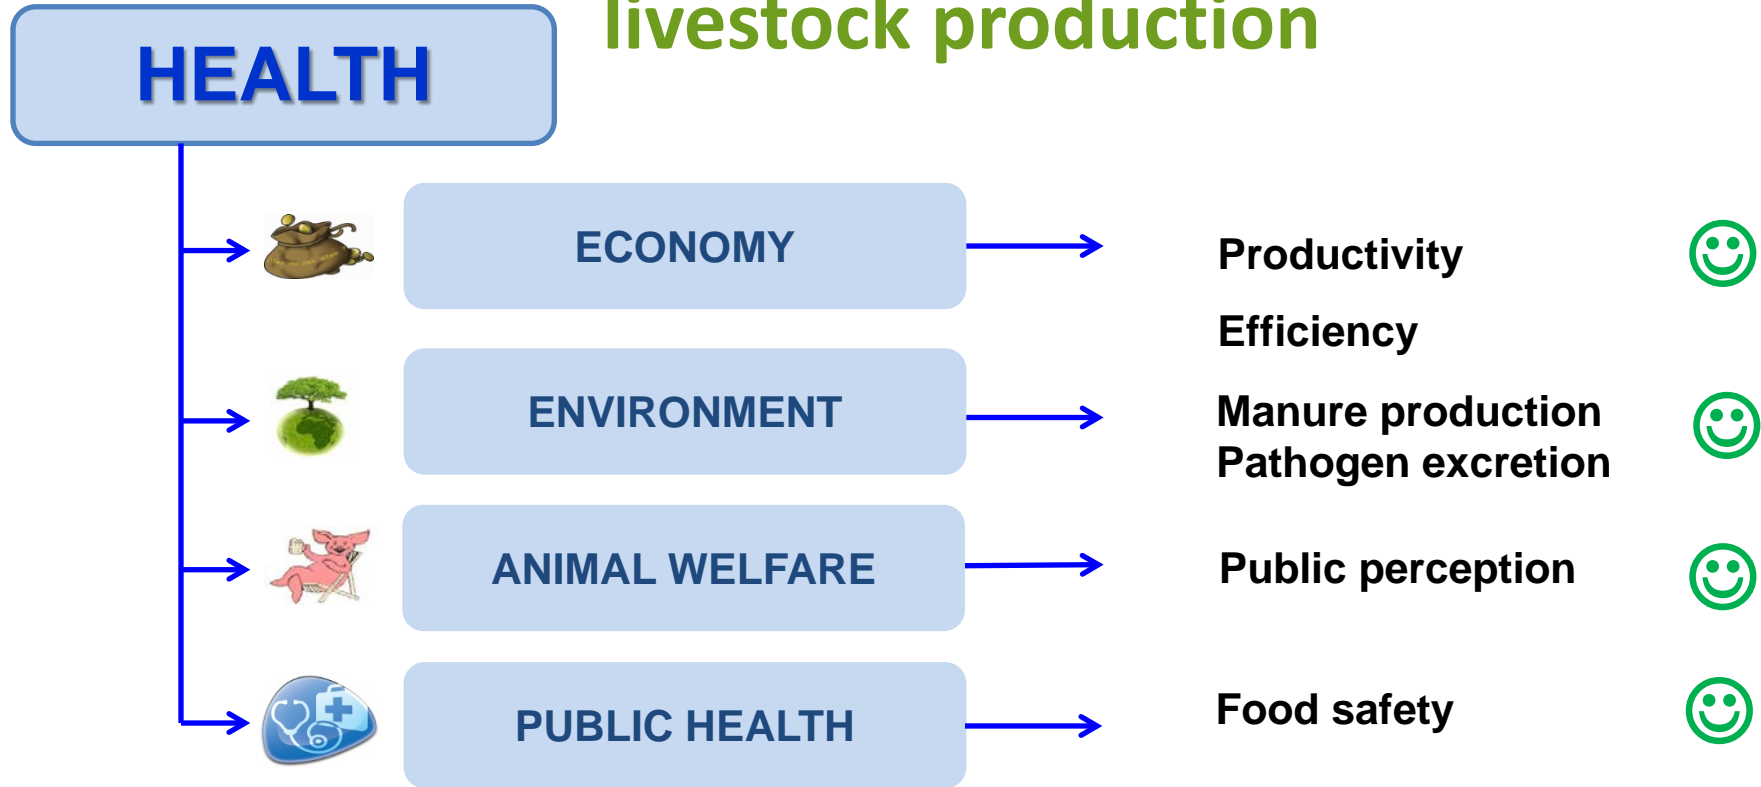 livestock production
HEALTH
ECONOMY
Productivity
Efficiency
ENVIRONMENT
Manure production
Pathogen excretion
ANIMAL WELFARE
Public perception
PUBLIC HEALTH
Food safety